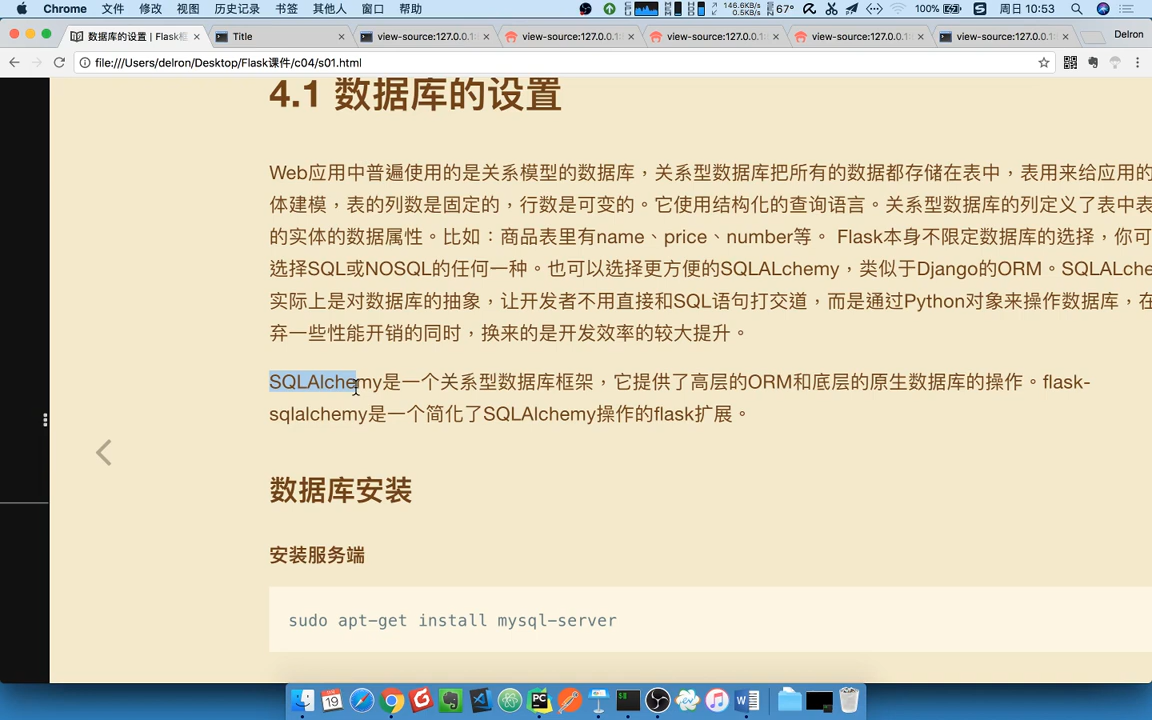 Chrome 文件 修改 视图 历史记录 书签 其他人 窗口 帮助 146.6KB/s 0.5KB/s 67° 100% 周日 10:53
数据库的设置 | Flask框 Title view-source:127.0.0.1: view-source:127.0.0.1: view-source:127.0.0.1: view-source:127.0.0.1: view-source:127.0.0.1: Delron
file:///Users/delron/Desktop/Flask课件/c04/s01.html
4.1 数据库的设置
Web应用中普遍使用的是关系模型的数据库，关系型数据库把所有的数据都存储在表中，表用来给应用的
体建模，表的列数是固定的，行数是可变的。它使用结构化的查询语言。关系型数据库的列定义了表中表
的实体的数据属性。比如：商品表里有name、price、number等。 Flask本身不限定数据库的选择，你可
选择SQL或NOSQL的任何一种。也可以选择更方便的SQLALchemy，类似于Django的ORM。SQLALche
实际上是对数据库的抽象，让开发者不用直接和SQL语句打交道，而是通过Python对象来操作数据库，在
弃一些性能开销的同时，换来的是开发效率的较大提升。
SQLAlchemy是一个关系型数据库框架，它提供了高层的ORM和底层的原生数据库的操作。flask-
sqlalchemy是一个简化了SQLAlchemy操作的flask扩展。
数据库安装
安装服务端
sudo apt-get install mysql-server